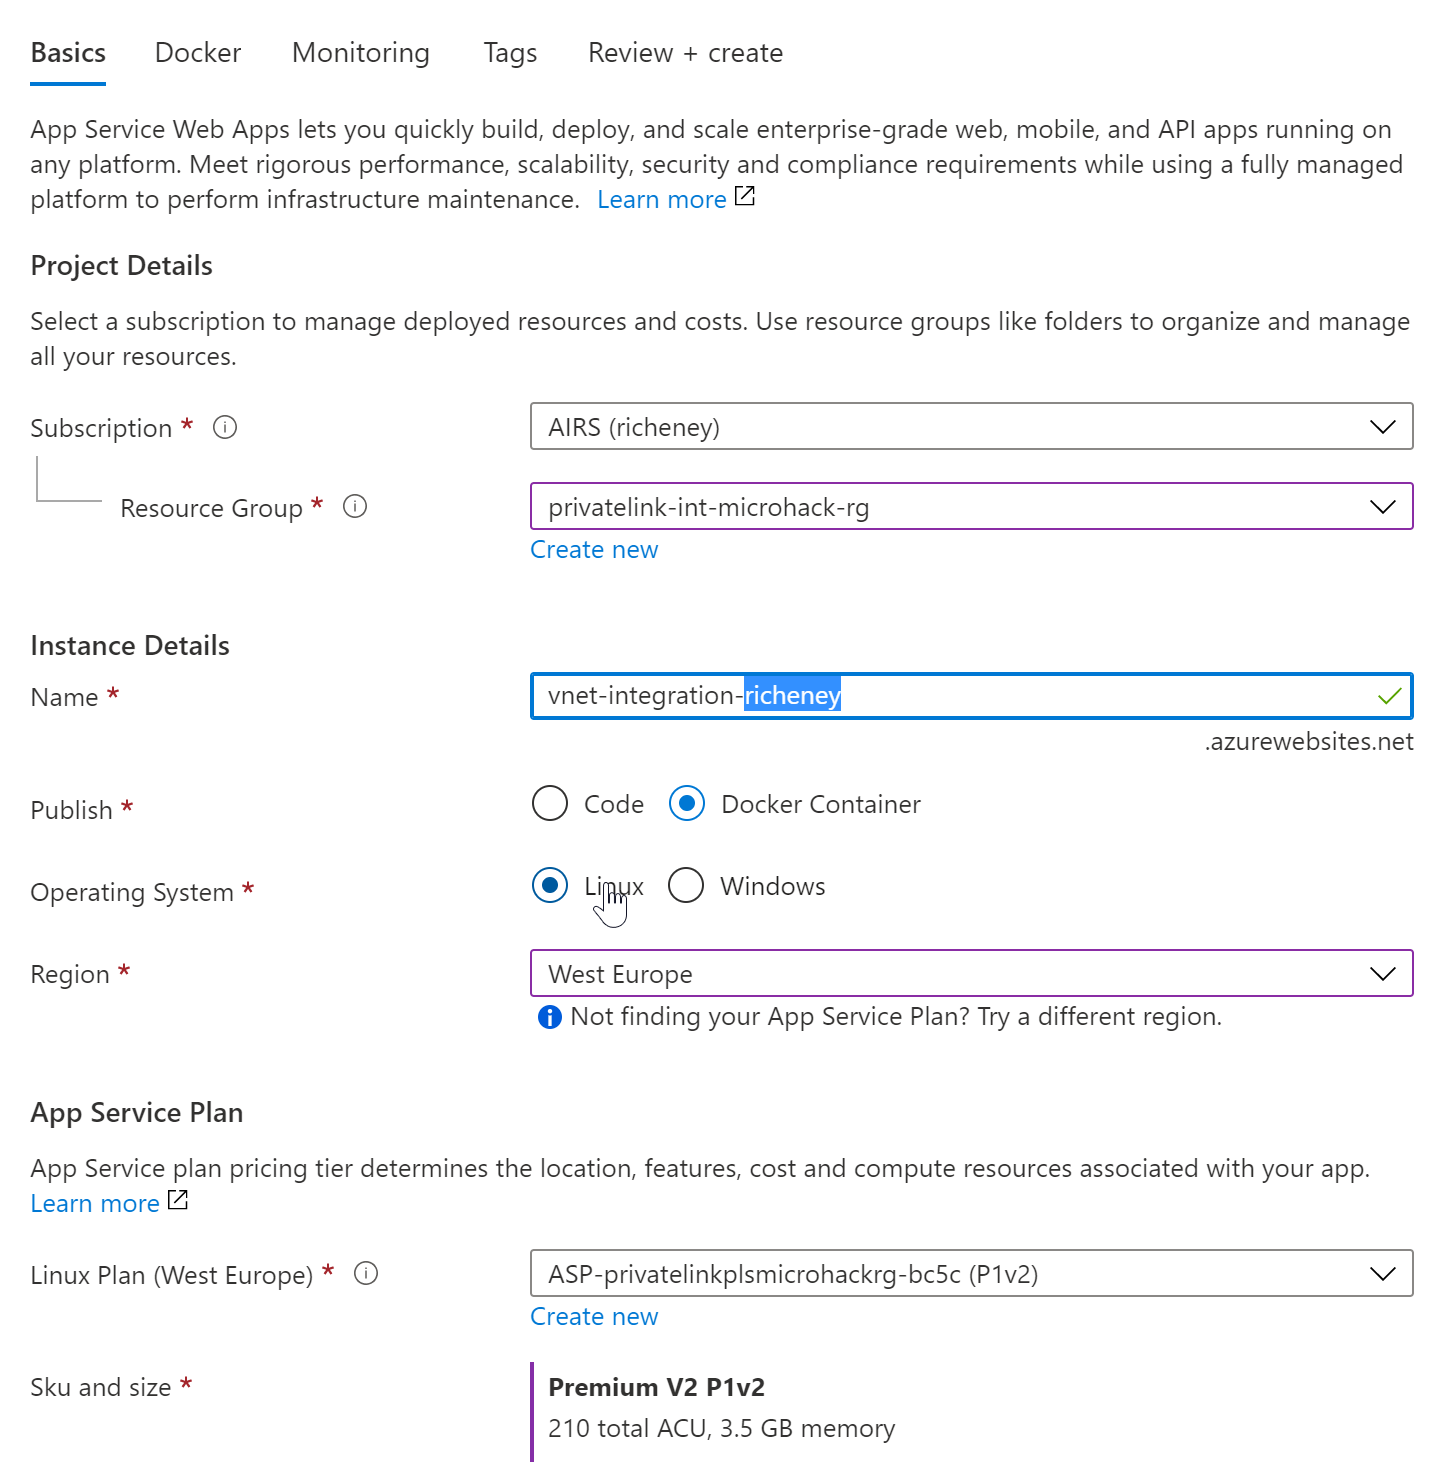 Basics Docker Monitoring Tags Review + create
App Service Web Apps lets you quickly build, deploy, and scale enterprise-grade web, mobile, and API apps running on
any platform. Meet rigorous performance, scalability, security and compliance requirements while using a fully managed
platform to perform infrastructure maintenance. Learn more
Project Details
Select a subscription to manage deployed resources and costs. Use resource groups like folders to organize and manage
all your resources.
Subscription * AIRS (richeney)
Resource Group * privatelink-int-microhack-rg
Create new
Instance Details
Name * vnet-integration-richeney
.azurewebsites.net
Publish * Code Docker Container
Operating System * Linux Windows
Region * West Europe
Not finding your App Service Plan? Try a different region.
App Service Plan
App Service plan pricing tier determines the location, features, cost and compute resources associated with your app.
Learn more
Linux Plan (West Europe) * ASP-privatelinkplsmicrohackrg-bc5c (P1v2)
Create new
Sku and size * Premium V2 P1v2
210 total ACU, 3.5 GB memory